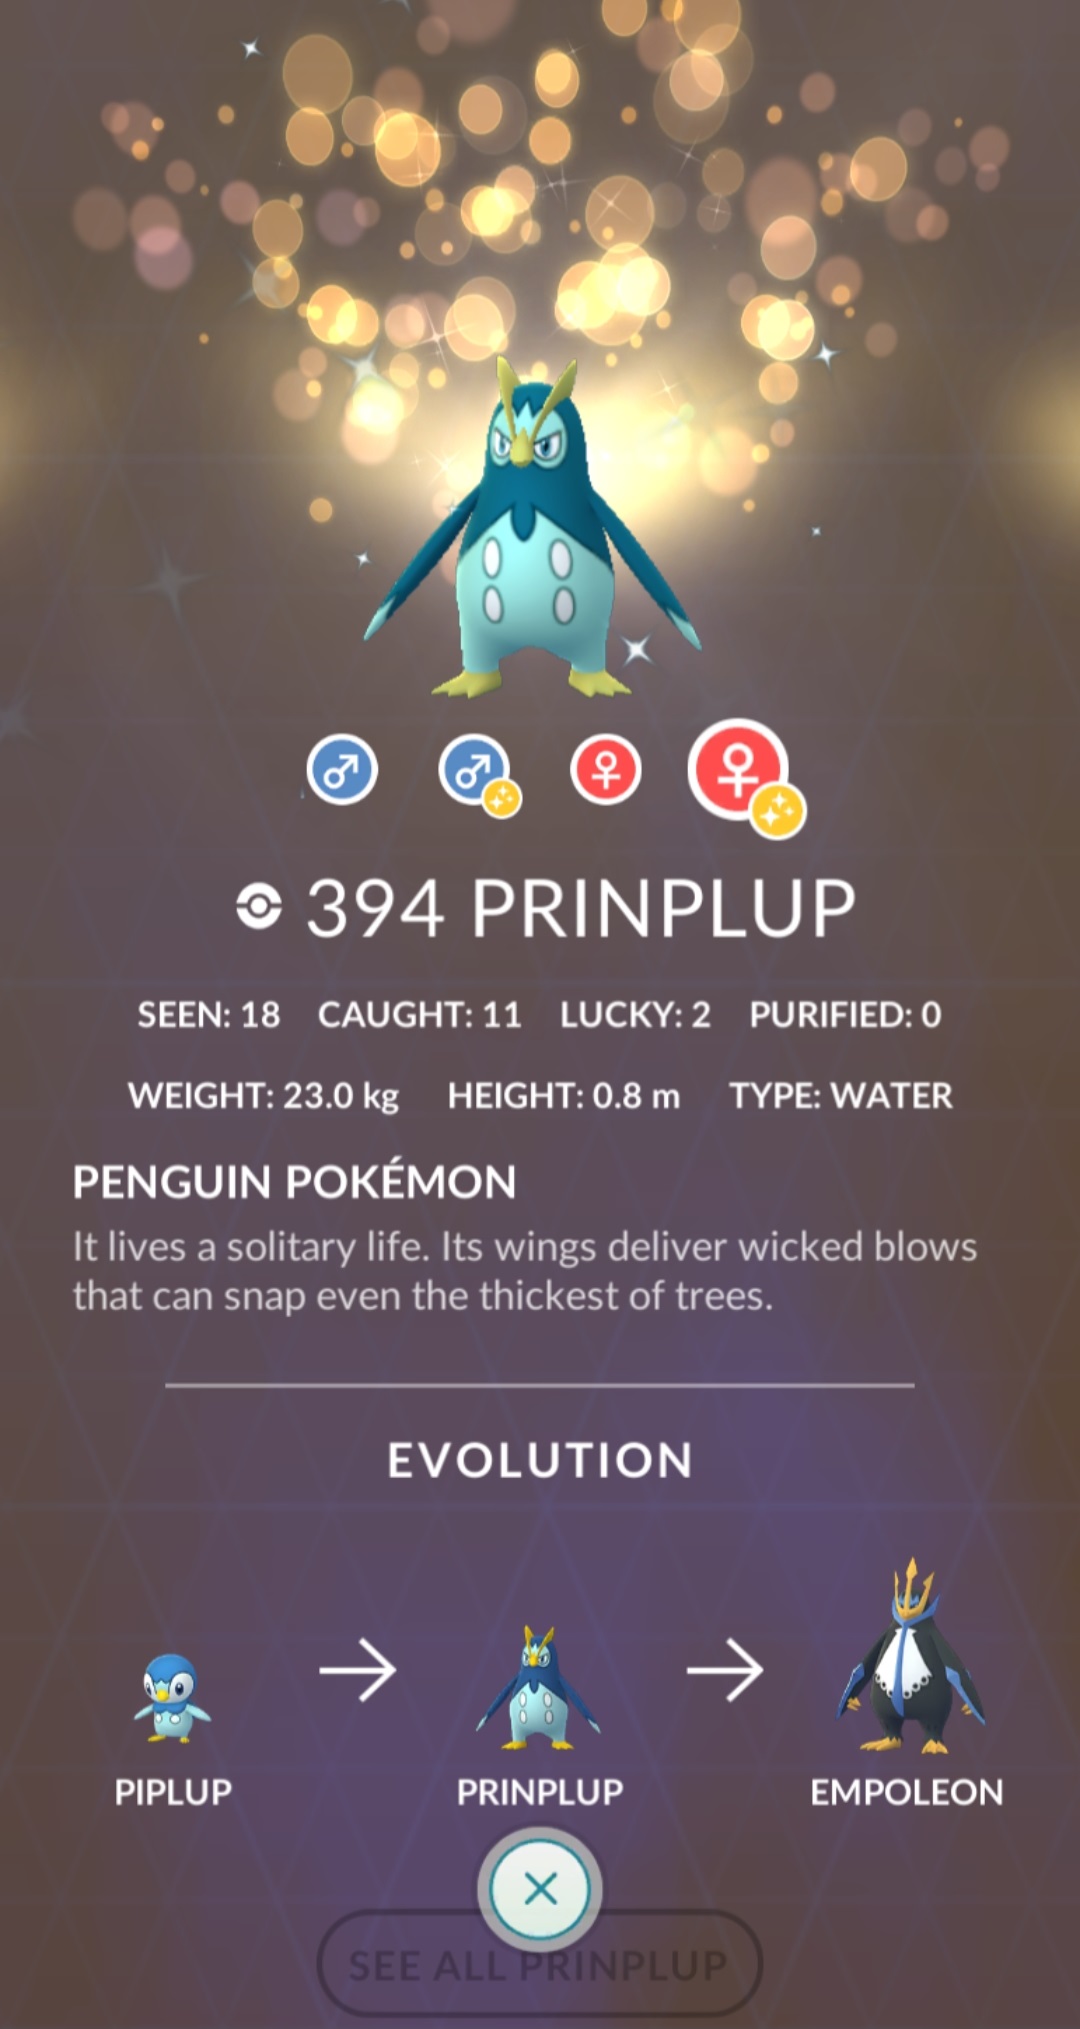 394 PRINPLUP
SEEN: 18 CAUGHT: 11 LUCKY: 2 PURIFIED: 0
WEIGHT: 23.0 kg HEIGHT: 0.8 m TYPE: WATER
PENGUIN POKÉMON
It lives a solitary life. Its wings deliver wicked blows
that can snap even the thickest of trees.
EVOLUTION
PIPLUP PRINPLUP EMPOLEON
SEE ALL PRINPLUP